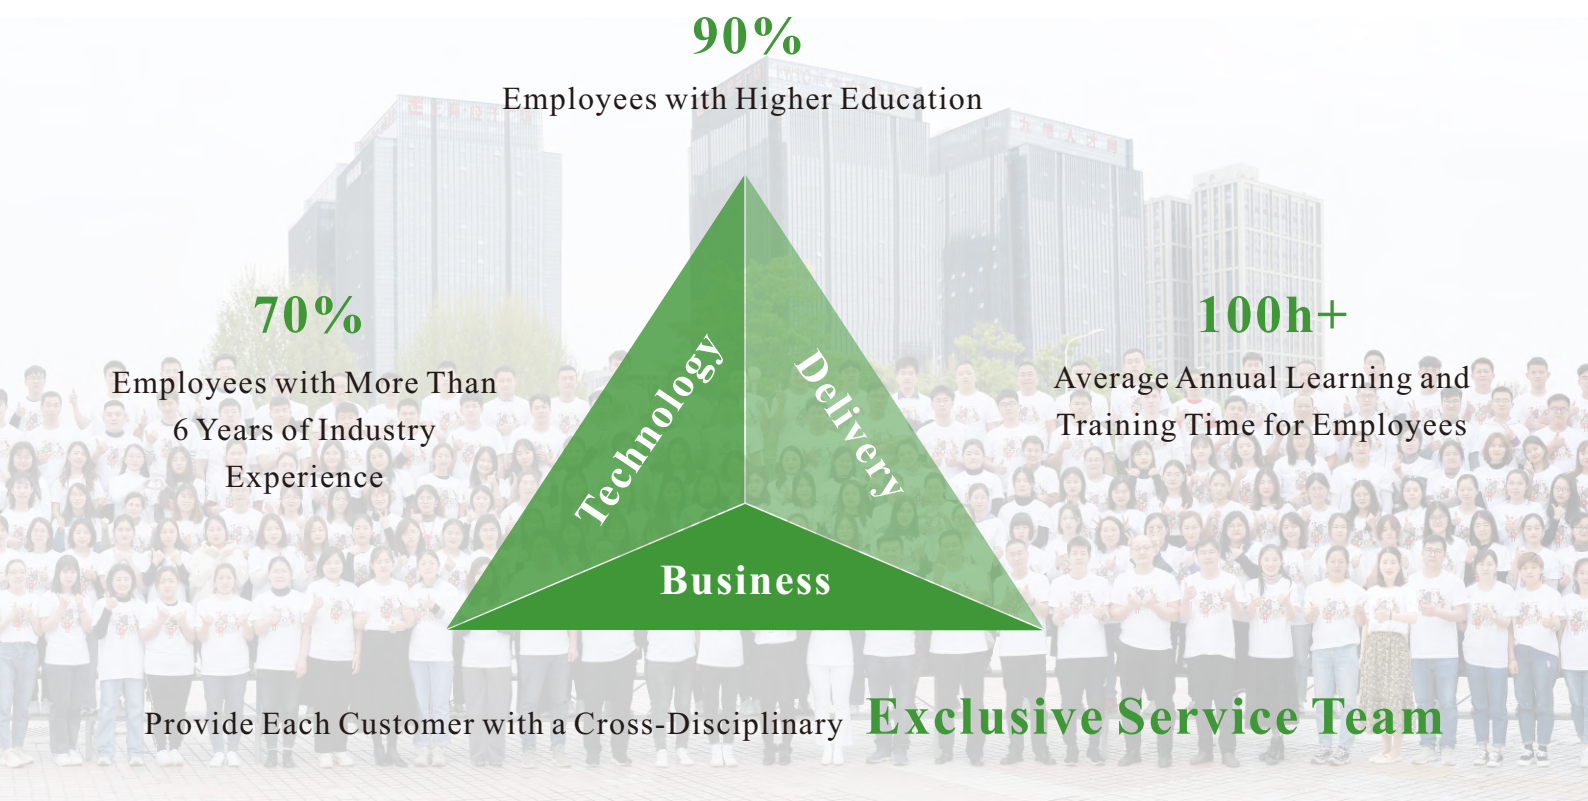 90%
Employees with Higher Education
70%
Employees with More Than
6 Years of Industry
Experience
100h+
Average Annual Learning and
Training Time for Employees
Technology
Delivery
Business
Provide Each Customer with a Cross-Disciplinary Exclusive Service Team